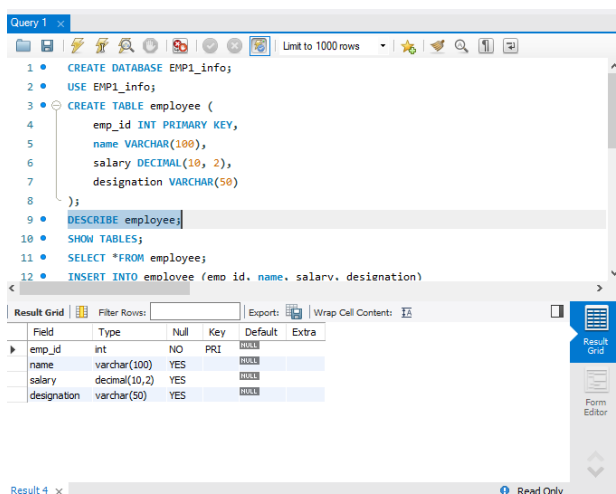 Query 1
Limit to 1000 rows
1 CREATE DATABASE EMP1_info;
2 USE EMP1_info;
3 CREATE TABLE employee (
4 emp_id INT PRIMARY KEY,
5 name VARCHAR(100),
6 salary DECIMAL(10, 2),
7 designation VARCHAR(50)
8 );
9 DESCRIBE employee;
10 SHOW TABLES;
11 SELECT *FROM employee;
12 INSERT INTO employee (emp_id, name, salary, designation)
Result Grid Filter Rows: Export: Wrap Cell Content:
Field Type Null Key Default Extra
emp_id int NO PRI NULL
name varchar(100) YES NULL
salary decimal(10,2) YES NULL
designation varchar(50) YES NULL
Result
Grid
Form
Editor
Result 4 Read Only